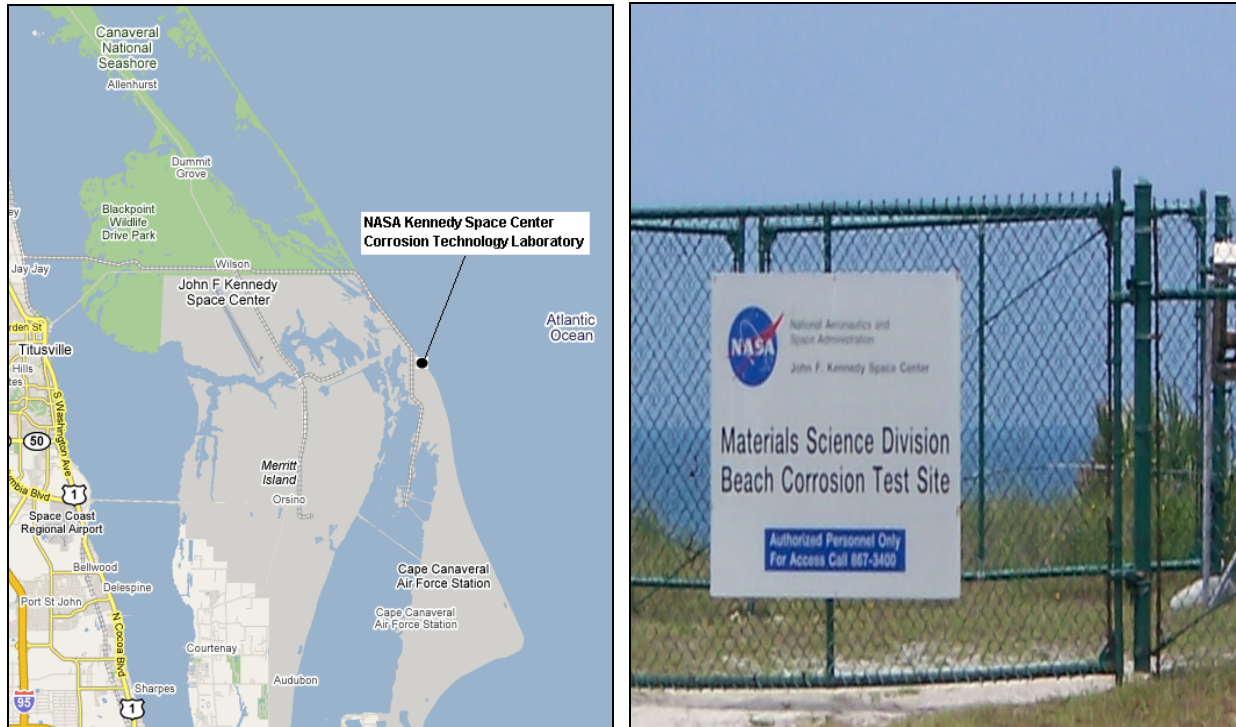 Canaveral
National
Seashore
Allenhurst
Dummit
Grove
Blackpoint
Wildlife
Drive Park
NASA Kennedy Space Center
Corrosion Technology Laboratory
Jay Jay
Wilson
John F Kennedy
Space Center
Atlantic
Ocean
Titusville
Hills
S Washington Ave
50
Merritt
Island
Orsino
1
Space Coast
Regional Airport
Bellwood
Delespine
Cape Canaveral
Air Force Station
Port St John
Cape Canaveral
Air Force Station
N Cocoa Blvd
Courtenay
Audubon
Sharpes
95
1
NASA
National Aeronautics and
Space Administration
John F. Kennedy Space Center
Materials Science Division
Beach Corrosion Test Site
Authorized Personnel Only
For Access Call 867-3400